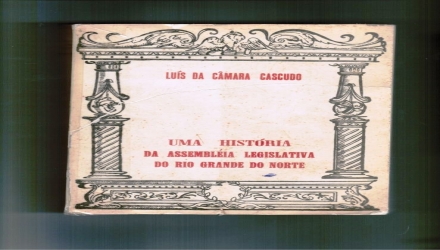 LUÍS DA CÂMARA CASCUDO
UMA HISTÓRIA
DA ASSEMBLÉIA LEGISLATIVA
DO RIO GRANDE DO NORTE